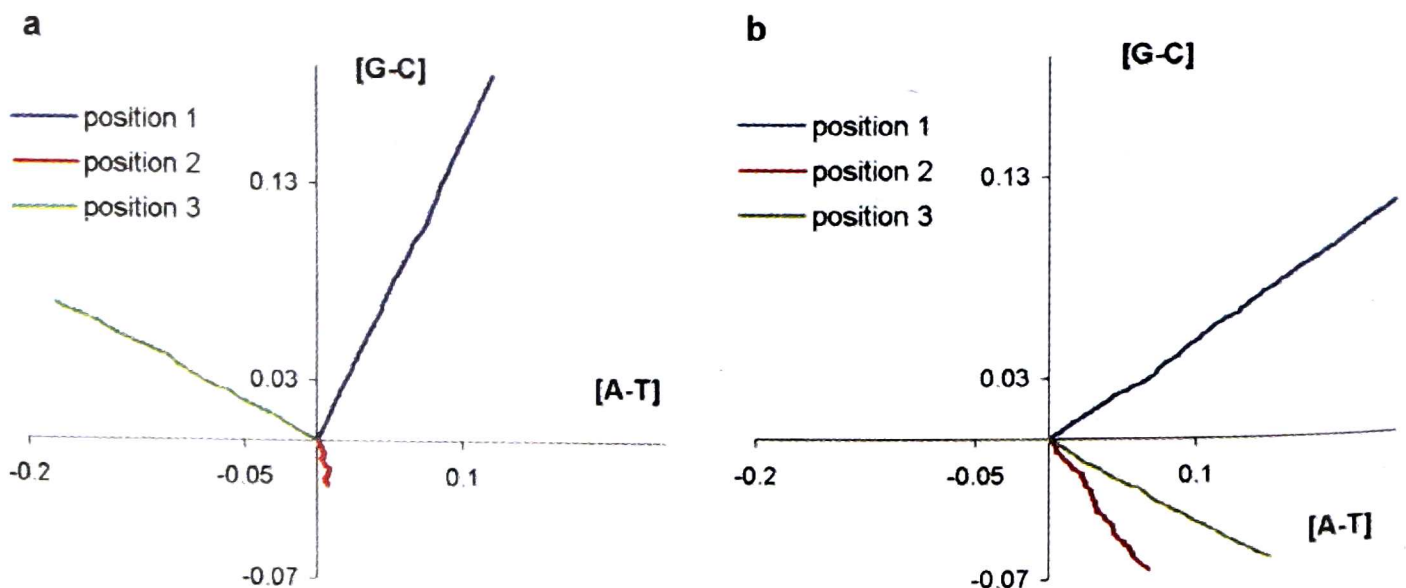 a
[G-C]
position 1
position 2
position 3
0.13
0.03
[A-T]
-0.2
-0.05
0.1
-0.07
b
[G-C]
position 1
position 2
position 3
0.13
0.03
-0.2
-0.05
0.1
[A-T]
-0.07